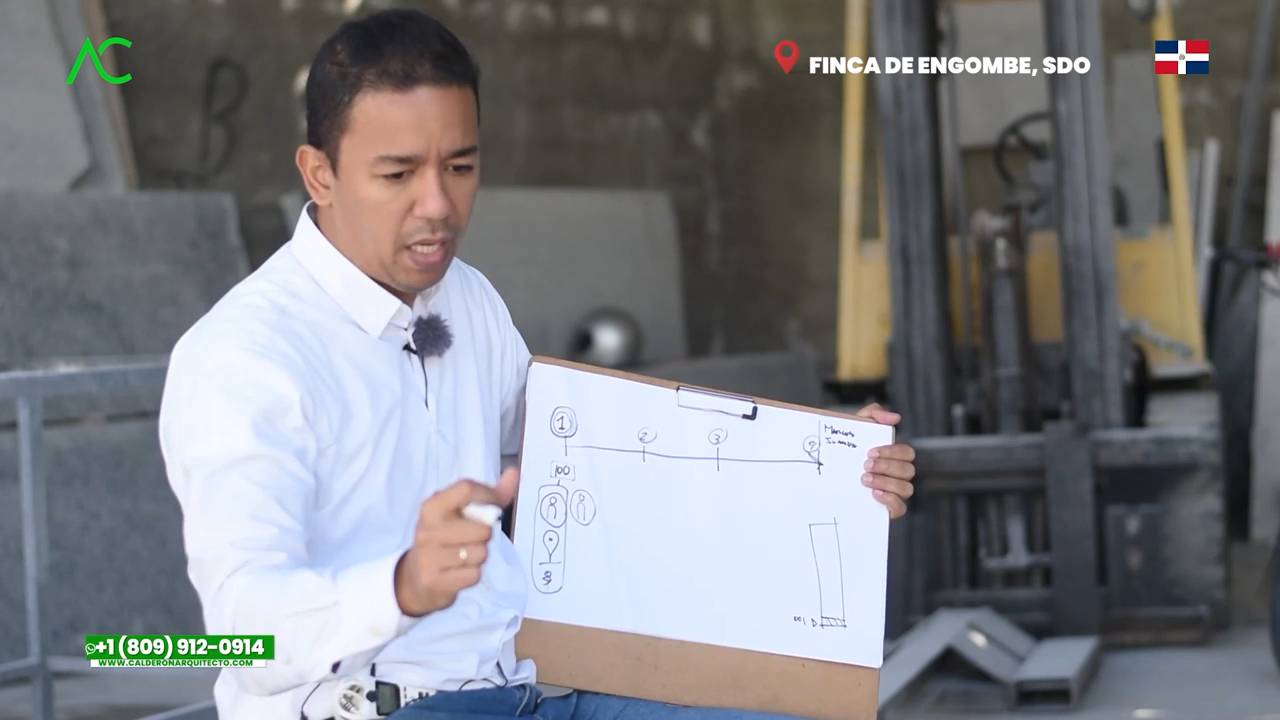 AC
FINCA DE ENGOMBE, SDO
1
2
3
100
+1 (809) 912-0914
WWW.CALDERONARQUITECTO.COM